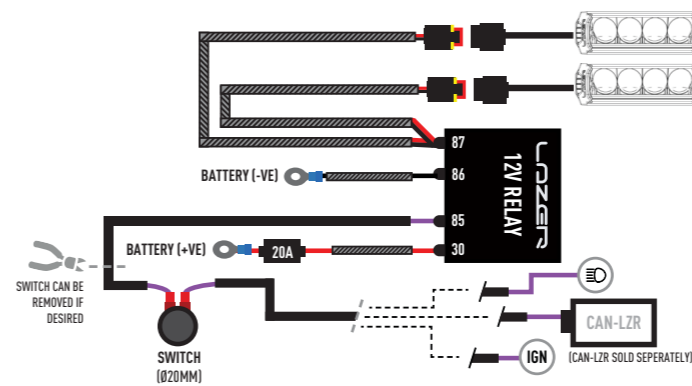 87
BATTERY (-VE)
86
LAZER
12V RELAY
85
BATTERY (+VE)
20A
30
SWITCH CAN BE
REMOVED IF
DESIRED
SWITCH
(Ø20MM)
CAN-LZR
(CAN-LZR SOLD SEPERATELY)
IGN